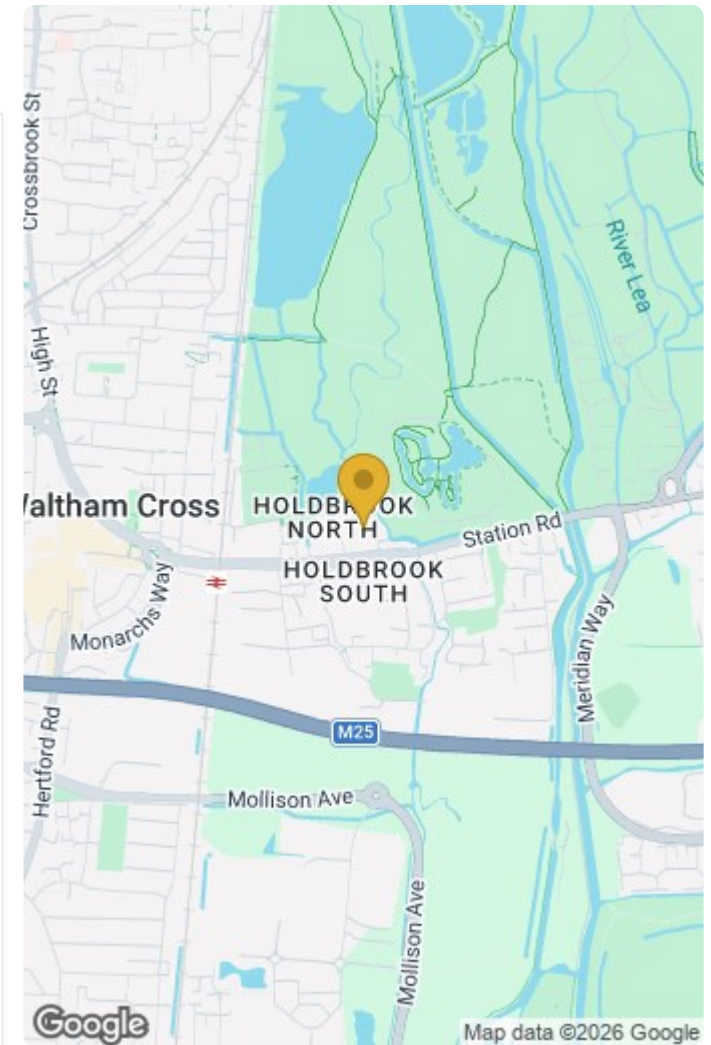 Crossbrook St
River Lea
High St
Waltham Cross
HOLDBROOK
NORTH
Station Rd
HOLDBROOK
SOUTH
Monarchs Way
Meridian Way
M25
Hertford Rd
Mollison Ave
Mollison Ave
Google
Map data ©2026 Google